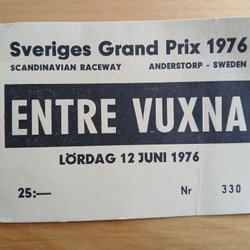 Sveriges Grand Prix 1976
SCANDINAVIAN RACEWAY ANDERSTORP - SWEDEN
ENTRE VUXNA
LÖRDAG 12 JUNI 1976
25:— Nr 330